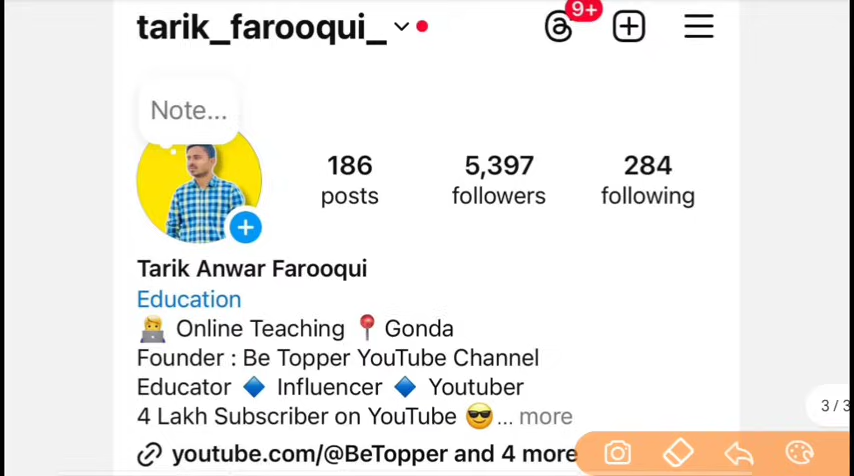 tarik_farooqui_
9+
Note...
186 5,397 284
posts followers following
Tarik Anwar Farooqui
Education
Online Teaching 📍 Gonda
Founder : Be Topper YouTube Channel
Educator 🔷 Influencer 🔷 Youtuber
4 Lakh Subscriber on YouTube 😎... more
youtube.com/@BeTopper and 4 more
3 / 3